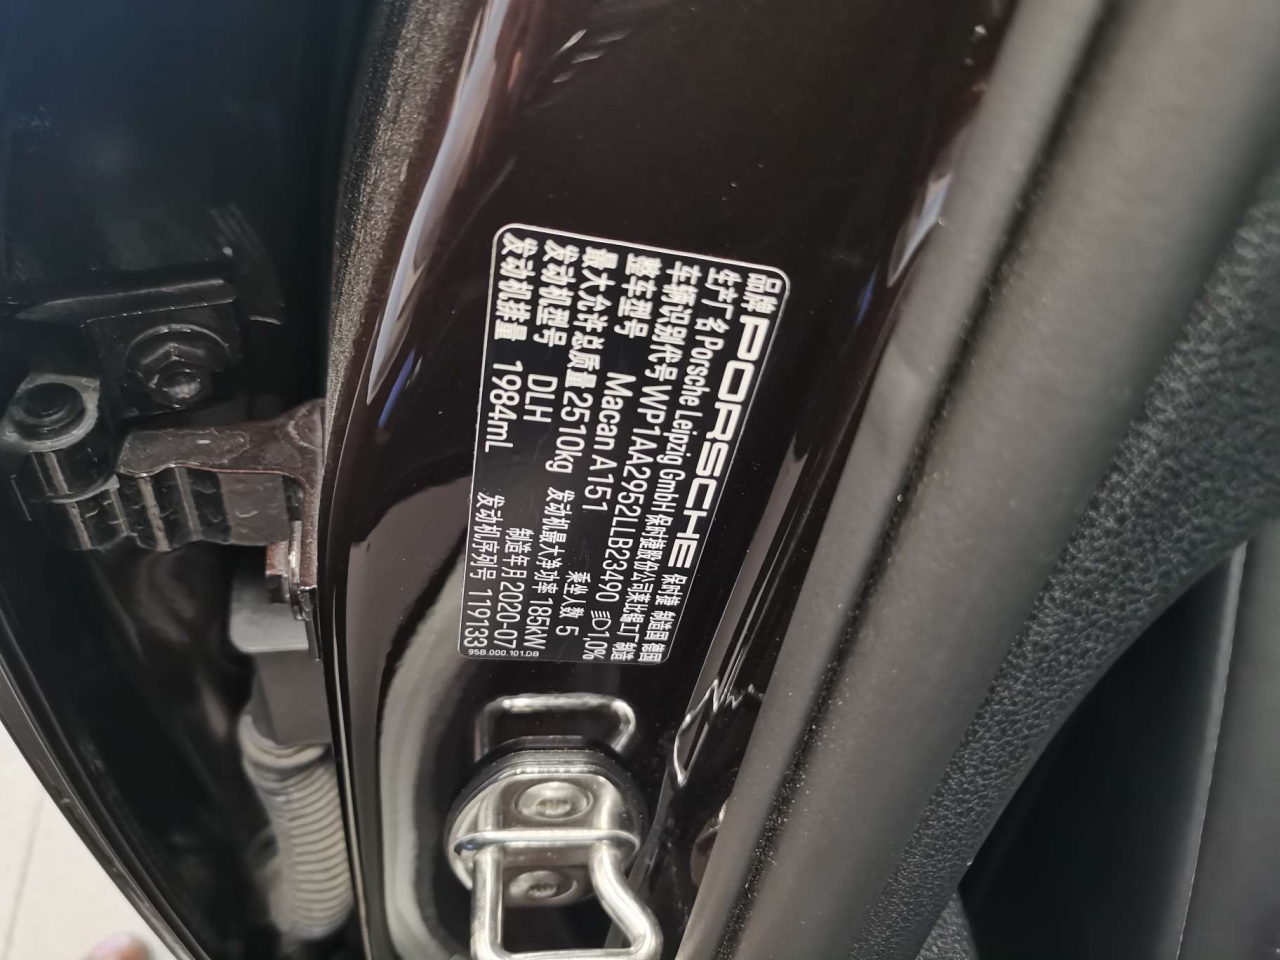 品牌 PORSCHE 保时捷 制造国 德国
生产厂名 Porsche Leipzig GmbH 保时捷股份公司莱比锡工厂制造
车辆识别代号 WP1AA2952LLB23490 10%
整车型号 Macan A151 乘坐人数 5
最大允许总质量 2510kg 发动机最大净功率 185kW
发动机型号 DLH 制造年月 2020-07
发动机排量 1984mL 发动机序列号 119133
95B.000.101.DB